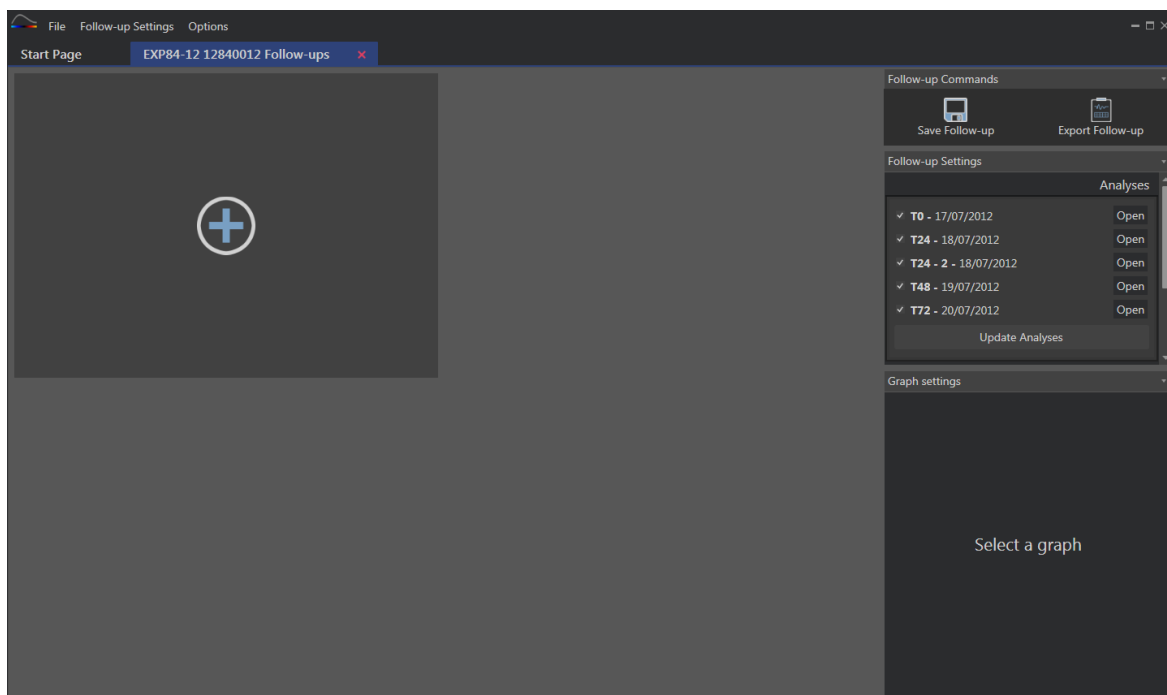 File Follow-up Settings Options
Start Page EXP84-12 12840012 Follow-ups
Follow-up Commands
Save Follow-up Export Follow-up
Follow-up Settings
Analyses
T0 - 17/07/2012 Open
T24 - 18/07/2012 Open
T24 - 2 - 18/07/2012 Open
T48 - 19/07/2012 Open
T72 - 20/07/2012 Open
Update Analyses
Graph settings
Select a graph